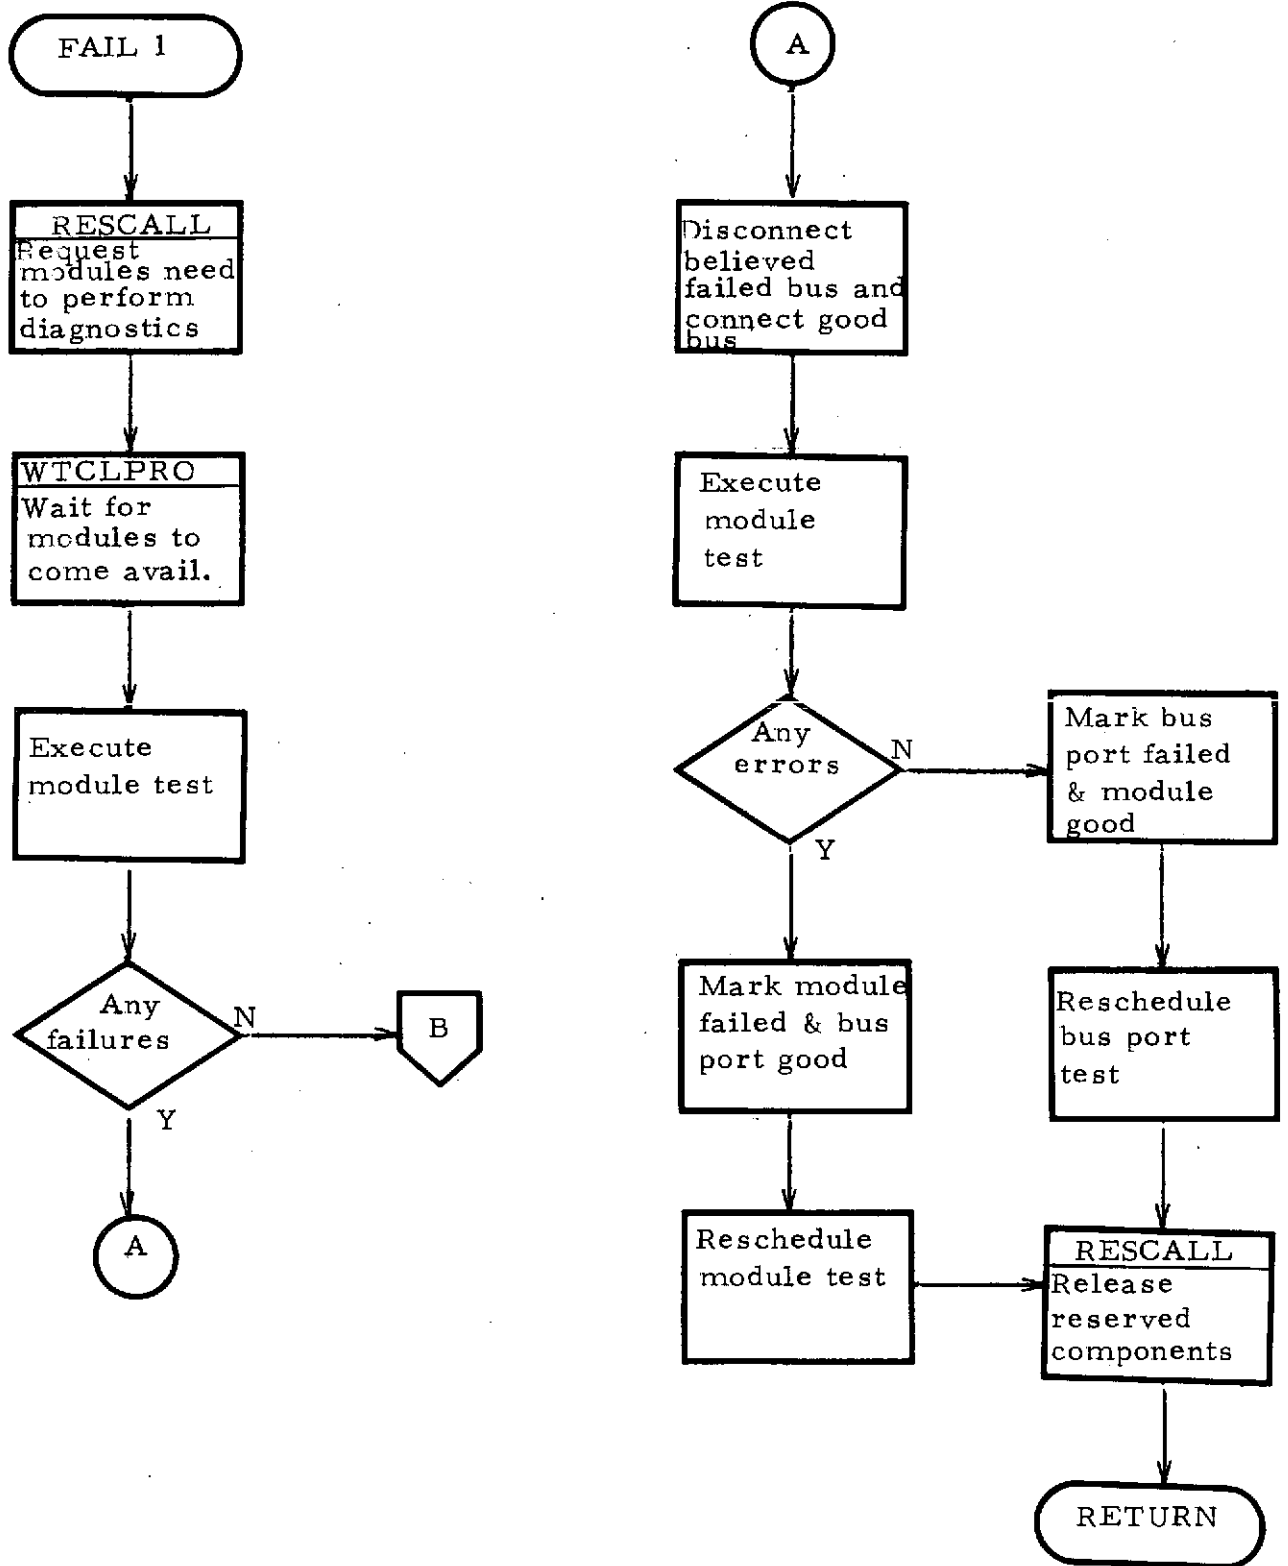 FAIL 1
RESCALL
Request
modules need
to perform
diagnostics
WTCLPRO
Wait for
modules to
come avail.
Execute
module test
Any
failures
N
B
Y
A
A
Disconnect
believed
failed bus and
connect good
bus
Execute
module
test
Any
errors
N
Y
Mark bus
port failed
& module
good
Mark module
failed & bus
port good
Reschedule
bus port
test
Reschedule
module test
RESCALL
Release
reserved
components
RETURN